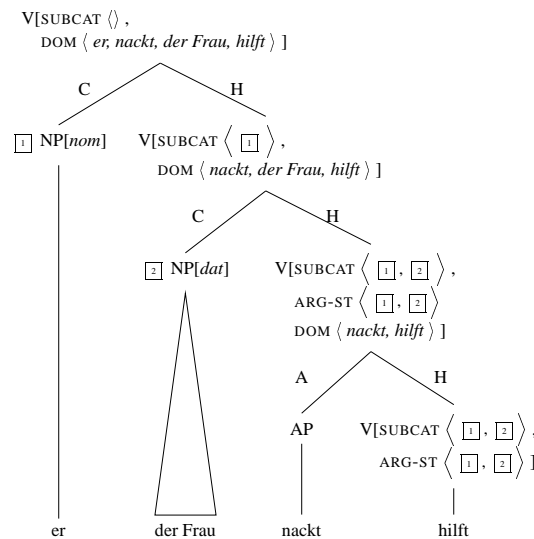 V[SUBCAT ⟨⟩ ,
DOM ⟨ er, nackt, der Frau, hilft ⟩ ]
C H
1 NP[nom] V[SUBCAT ⟨ 1 ⟩ ,
DOM ⟨ nackt, der Frau, hilft ⟩ ]
C H
2 NP[dat] V[SUBCAT ⟨ 1 , 2 ⟩ ,
ARG-ST ⟨ 1 , 2 ⟩
DOM ⟨ nackt, hilft ⟩ ]
A H
AP V[SUBCAT ⟨ 1 , 2 ⟩ ,
ARG-ST ⟨ 1 , 2 ⟩ ]
er der Frau nackt hilft